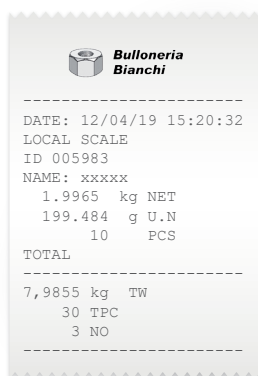 Bulloneria
Bianchi
-----------------------
DATE: 12/04/19 15:20:32
LOCAL SCALE
ID 005983
NAME: xxxxx
1.9965 kg NET
199.484 g U.N
10 PCS
TOTAL
-----------------------
7,9855 kg TW
30 TPC
3 NO
-----------------------